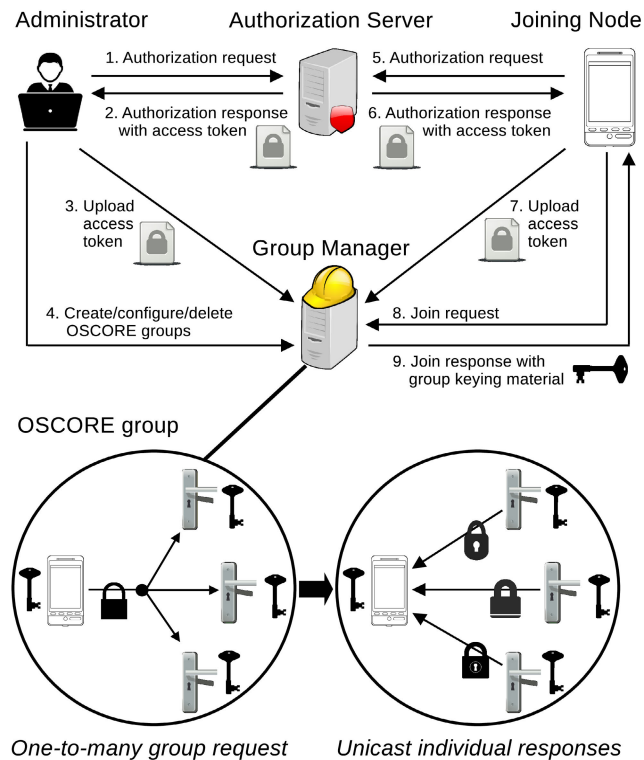 Administrator
Authorization Server
Joining Node
1. Authorization request
5. Authorization request
2. Authorization response
with access token
6. Authorization response
with access token
3. Upload
access
token
7. Upload
access
token
Group Manager
4. Create/configure/delete
OSCORE groups
8. Join request
9. Join response with
group keying material
OSCORE group
One-to-many group request
Unicast individual responses